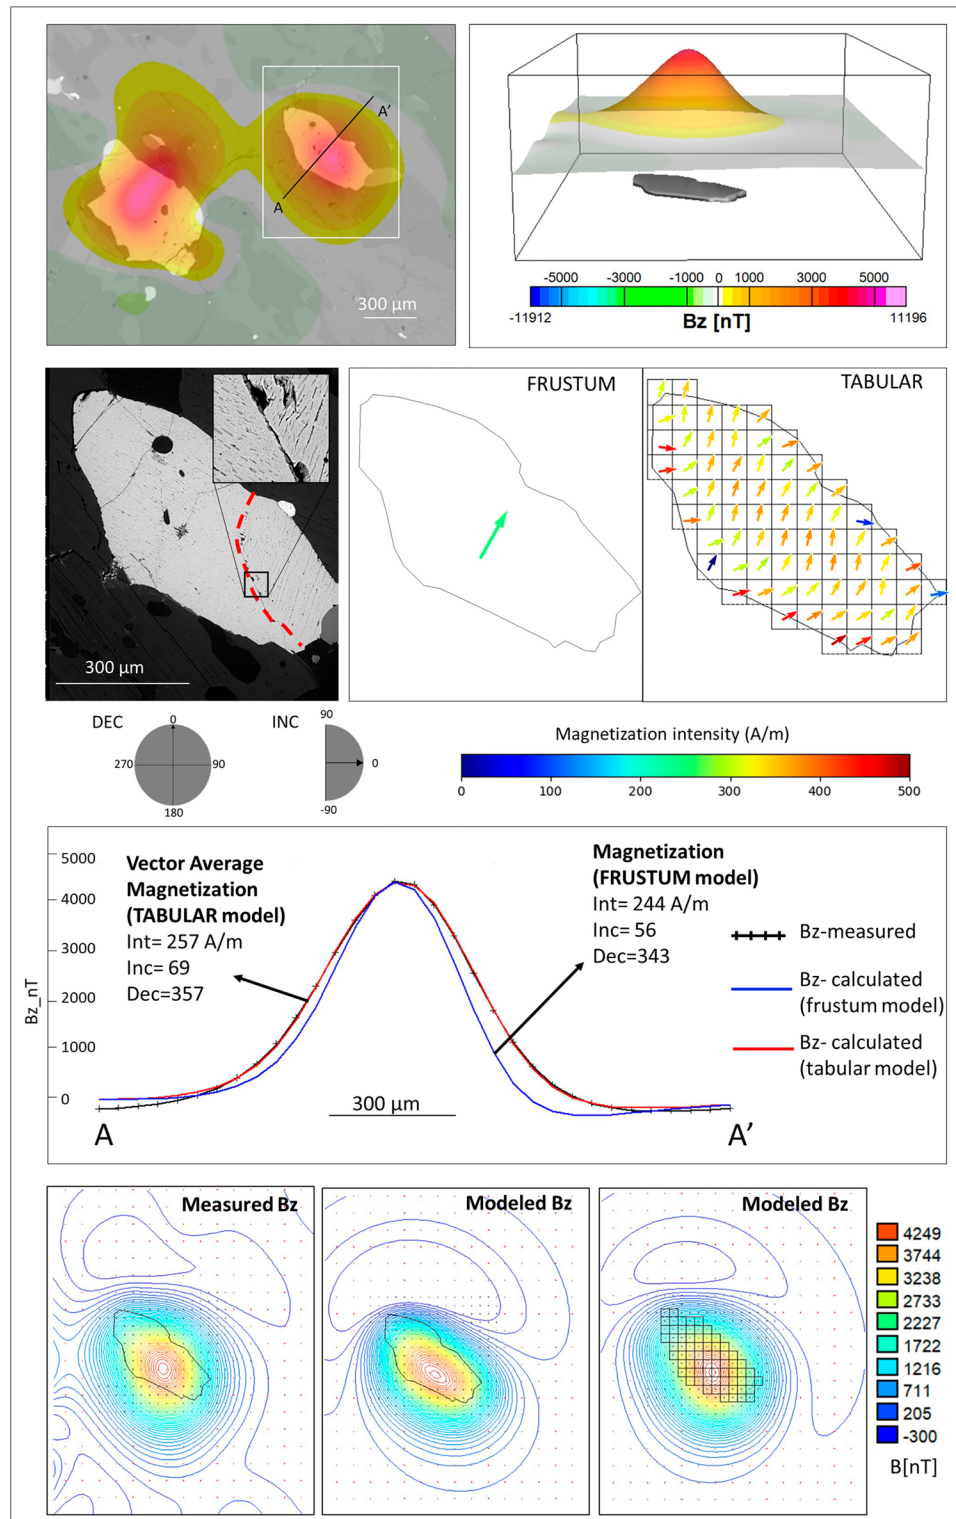 A'
A
300 µm
-5000 -3000 -1000 0 1000 3000 5000
-11912 Bz [nT] 11196
FRUSTUM
TABULAR
300 µm
DEC
0
270
90
180
INC
90
0
-90
Magnetization intensity (A/m)
0 100 200 300 400 500
Bz_nT
5000
4000
3000
2000
1000
0
Vector Average
Magnetization
(TABULAR model)
Int= 257 A/m
Inc= 69
Dec=357
Magnetization
(FRUSTUM model)
Int= 244 A/m
Inc= 56
Dec=343
Bz-measured
Bz- calculated
(frustum model)
Bz- calculated
(tabular model)
300 µm
A
A’
Measured Bz
Modeled Bz
Modeled Bz
4249
3744
3238
2733
2227
1722
1216
711
205
-300
B[nT]